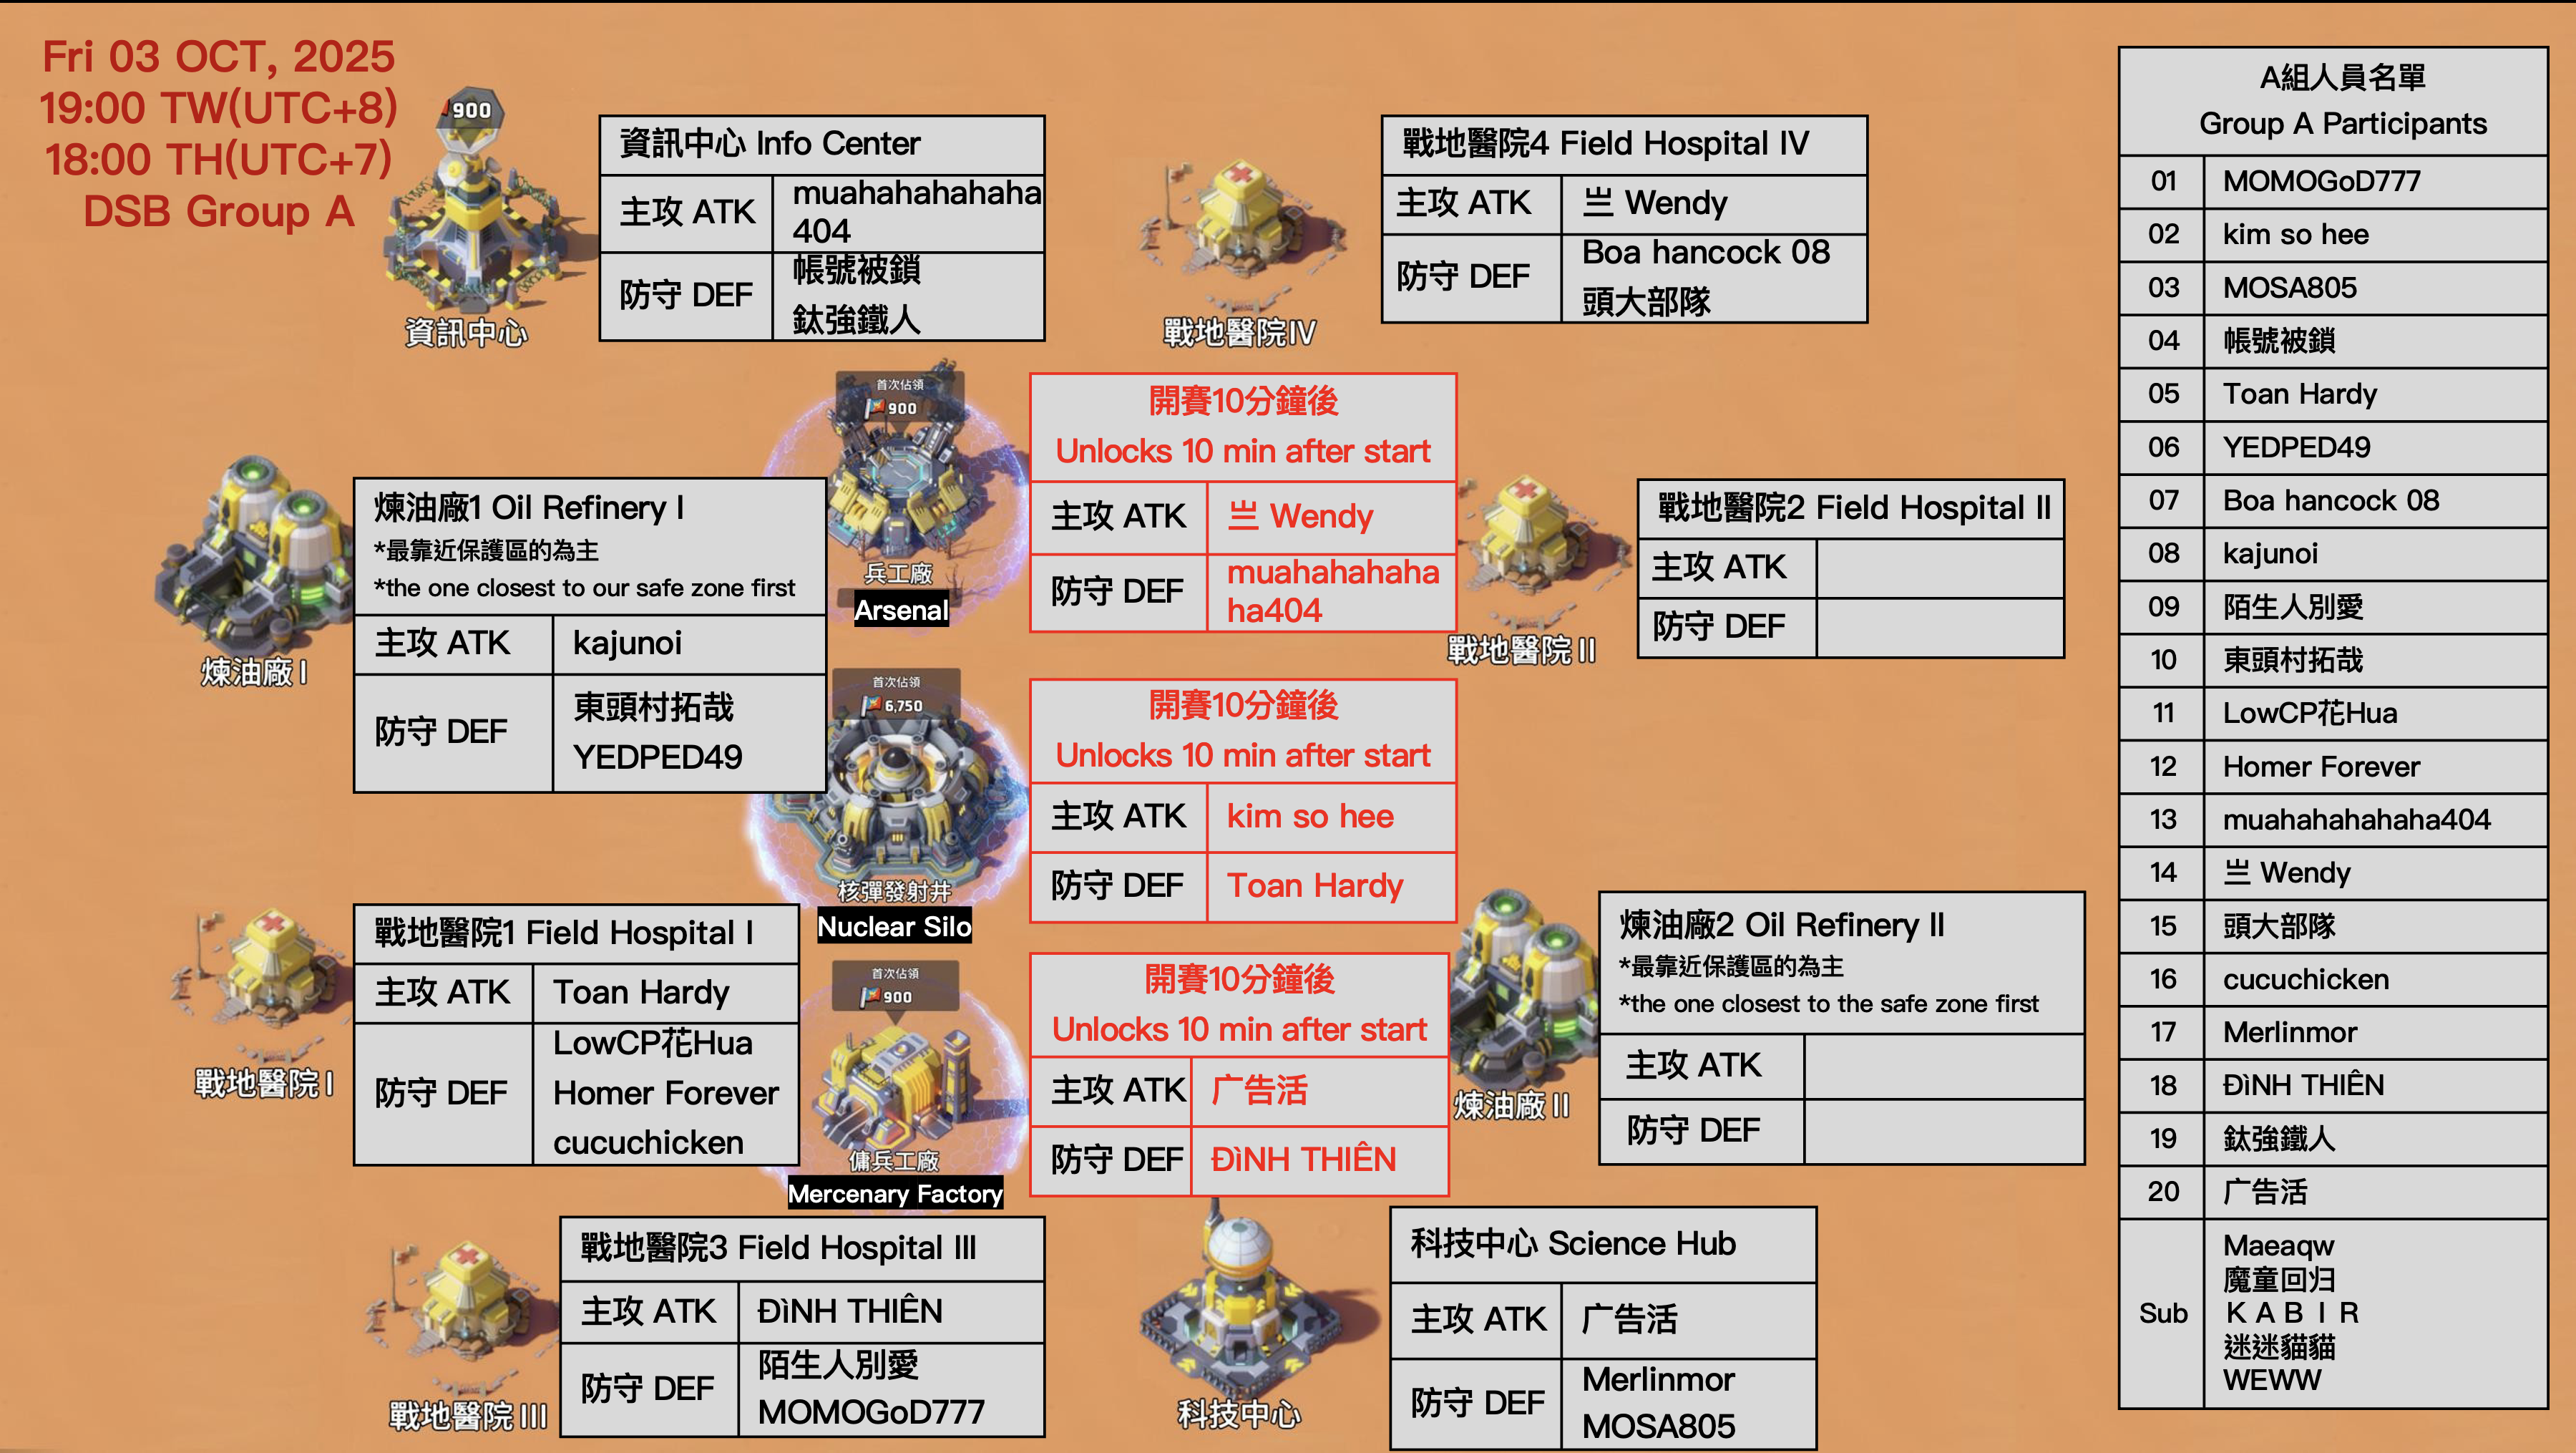 Fri 03 OCT, 2025
19:00 TW(UTC+8)
18:00 TH(UTC+7)
DSB Group A
900
資訊中心
資訊中心 Info Center
主攻 ATK
muahahahahaha
404
防守 DEF
帳號被鎖
鈦強鐵人
戰地醫院IV
戰地醫院4 Field Hospital IV
主攻 ATK
亗 Wendy
防守 DEF
Boa hancock 08
頭大部隊
首次佔領
900
兵工廠
Arsenal
開賽10分鐘後
Unlocks 10 min after start
主攻 ATK
亗 Wendy
防守 DEF
muahahahaha
ha404
煉油廠 I
煉油廠1 Oil Refinery I
*最靠近保護區的為主
*the one closest to our safe zone first
主攻 ATK
kajunoi
防守 DEF
東頭村拓哉
YEDPED49
戰地醫院 II
戰地醫院2 Field Hospital II
主攻 ATK
防守 DEF
首次佔領
6,750
核彈發射井
Nuclear Silo
開賽10分鐘後
Unlocks 10 min after start
主攻 ATK
kim so hee
防守 DEF
Toan Hardy
戰地醫院 I
戰地醫院1 Field Hospital I
主攻 ATK
Toan Hardy
防守 DEF
LowCP花Hua
Homer Forever
cucuchicken
首次佔領
900
傭兵工廠
Mercenary Factory
開賽10分鐘後
Unlocks 10 min after start
主攻 ATK
广告活
防守 DEF
ĐìNH THIÊN
煉油廠 II
煉油廠2 Oil Refinery II
*最靠近保護區的為主
*the one closest to the safe zone first
主攻 ATK
防守 DEF
戰地醫院 III
戰地醫院3 Field Hospital III
主攻 ATK
ĐìNH THIÊN
防守 DEF
陌生人別愛
MOMOGoD777
科技中心
科技中心 Science Hub
主攻 ATK
广告活
防守 DEF
Merlinmor
MOSA805
A組人員名單
Group A Participants
01 MOMOGoD777
02 kim so hee
03 MOSA805
04 帳號被鎖
05 Toan Hardy
06 YEDPED49
07 Boa hancock 08
08 kajunoi
09 陌生人別愛
10 東頭村拓哉
11 LowCP花Hua
12 Homer Forever
13 muahahahahaha404
14 亗 Wendy
15 頭大部隊
16 cucuchicken
17 Merlinmor
18 ĐìNH THIÊN
19 鈦強鐵人
20 广告活
Sub
Maeaqw
魔童回归
ＫＡＢＩＲ
迷迷貓貓
WEWW